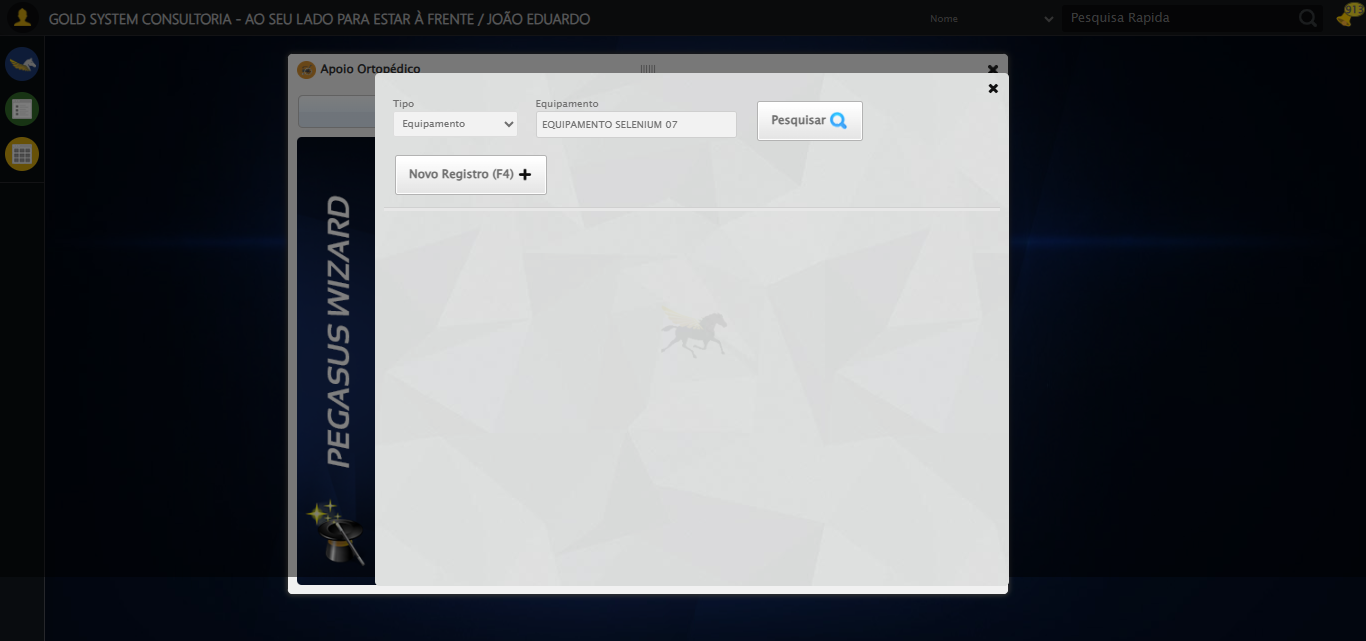 GOLD SYSTEM CONSULTORIA - AO SEU LADO PARA ESTAR À FRENTE / JOÃO EDUARDO
Nome
Pesquisa Rapida
913
Apoio Ortopédico
Tipo
Equipamento
Equipamento
EQUIPAMENTO SELENIUM 07
Pesquisar
Novo Registro (F4)
PEGASUS WIZARD